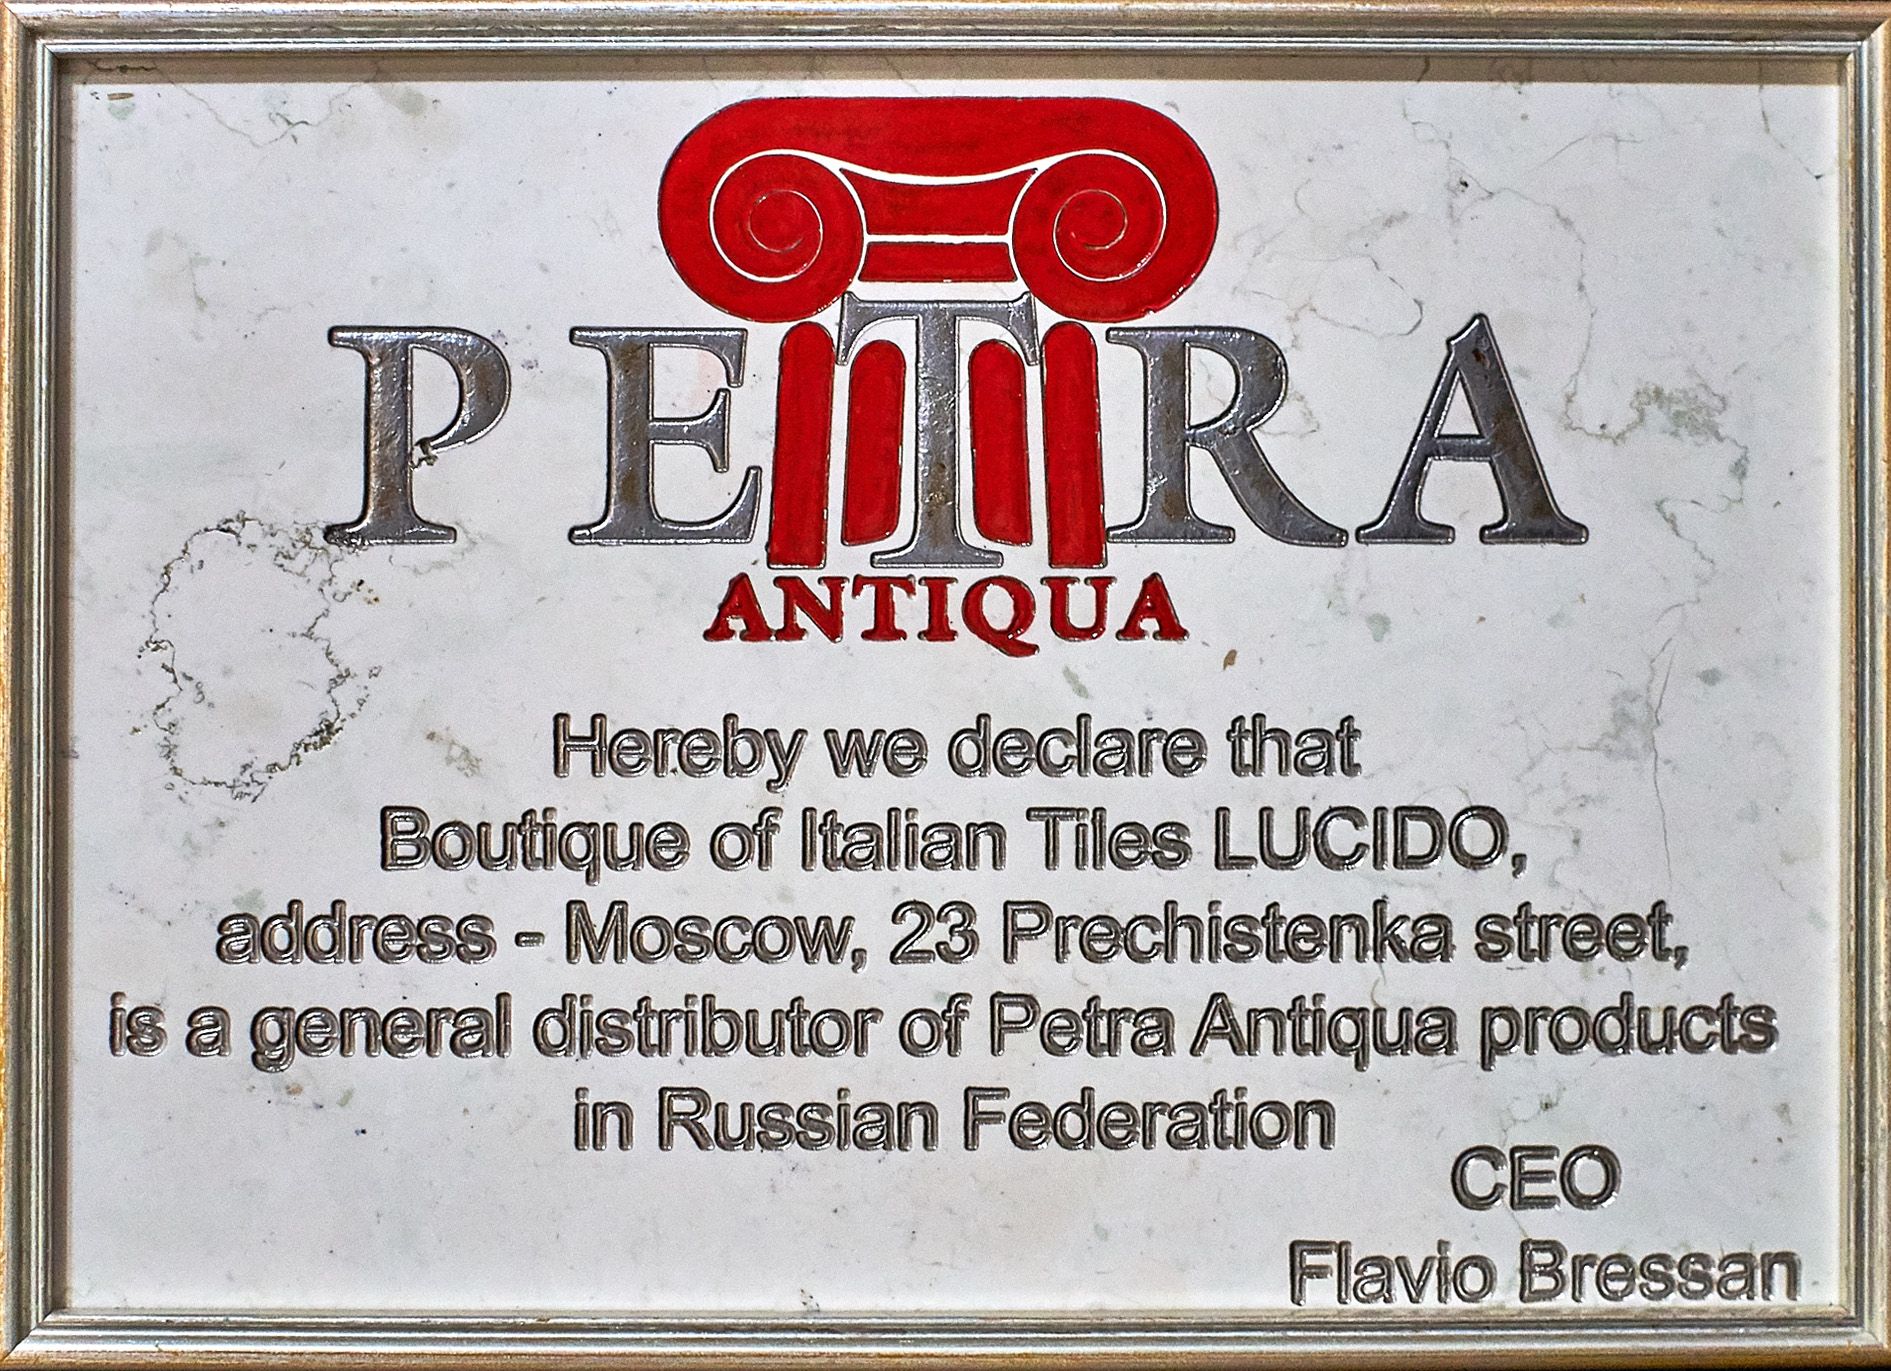 PETRA
ANTIQUA
Hereby we declare that
Boutique of Italian Tiles LUCIDO,
address - Moscow, 23 Prechistenka street,
is a general distributor of Petra Antiqua products
in Russian Federation
CEO
Flavio Bressan